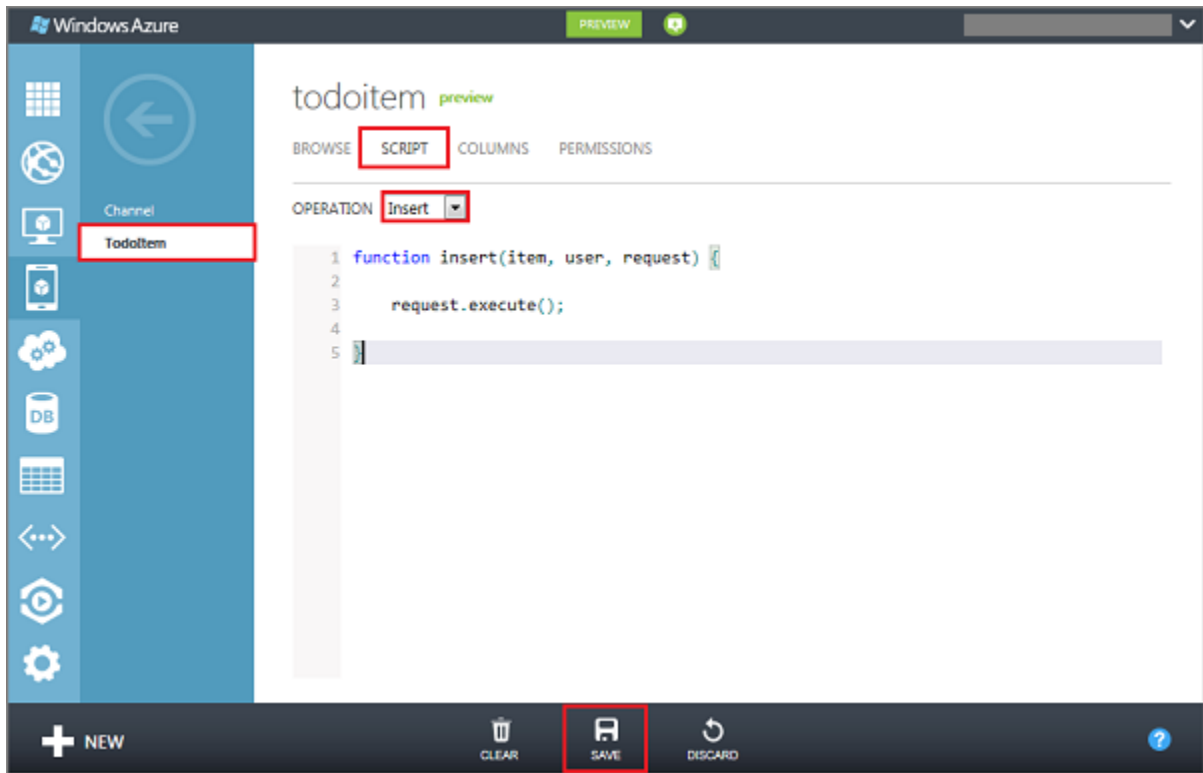 Windows Azure
PREVIEW
todoitem preview
BROWSE SCRIPT COLUMNS PERMISSIONS
Channel
TodoItem
OPERATION Insert
1 function insert(item, user, request) {
2
3     request.execute();
4
5 }
DB
NEW
CLEAR
SAVE
DISCARD
?